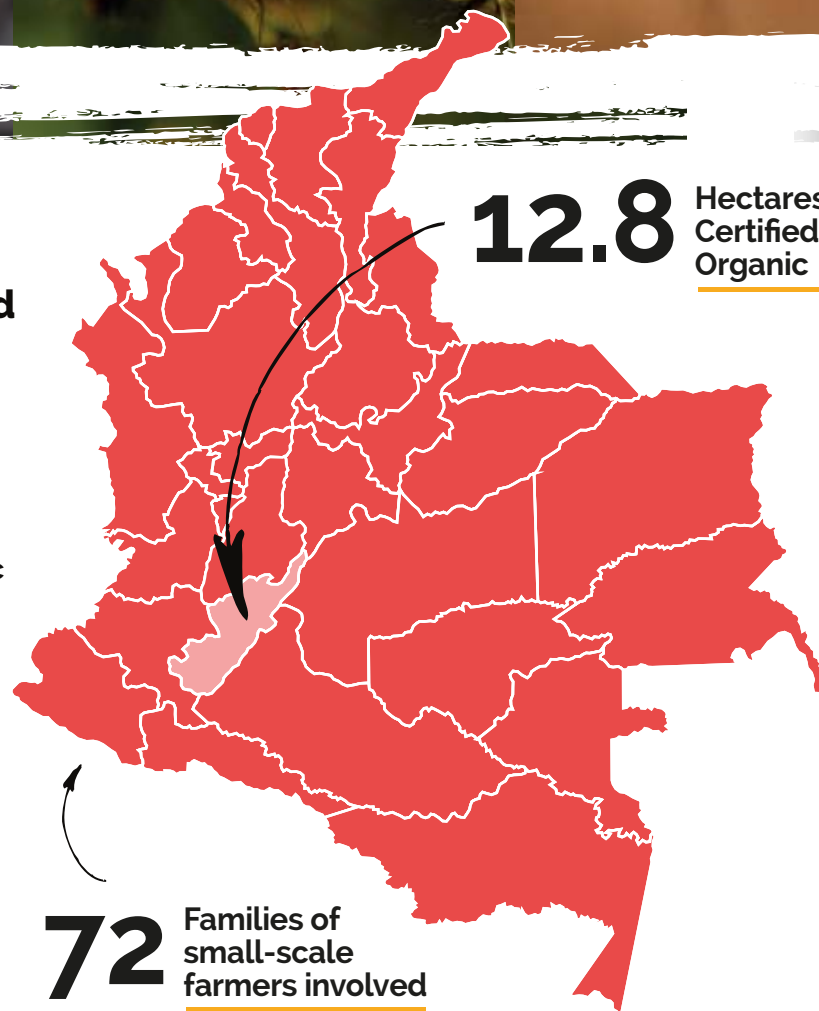 12.8
Hectares
Certified
Organic
d
c
72
Families of
small-scale
farmers involved